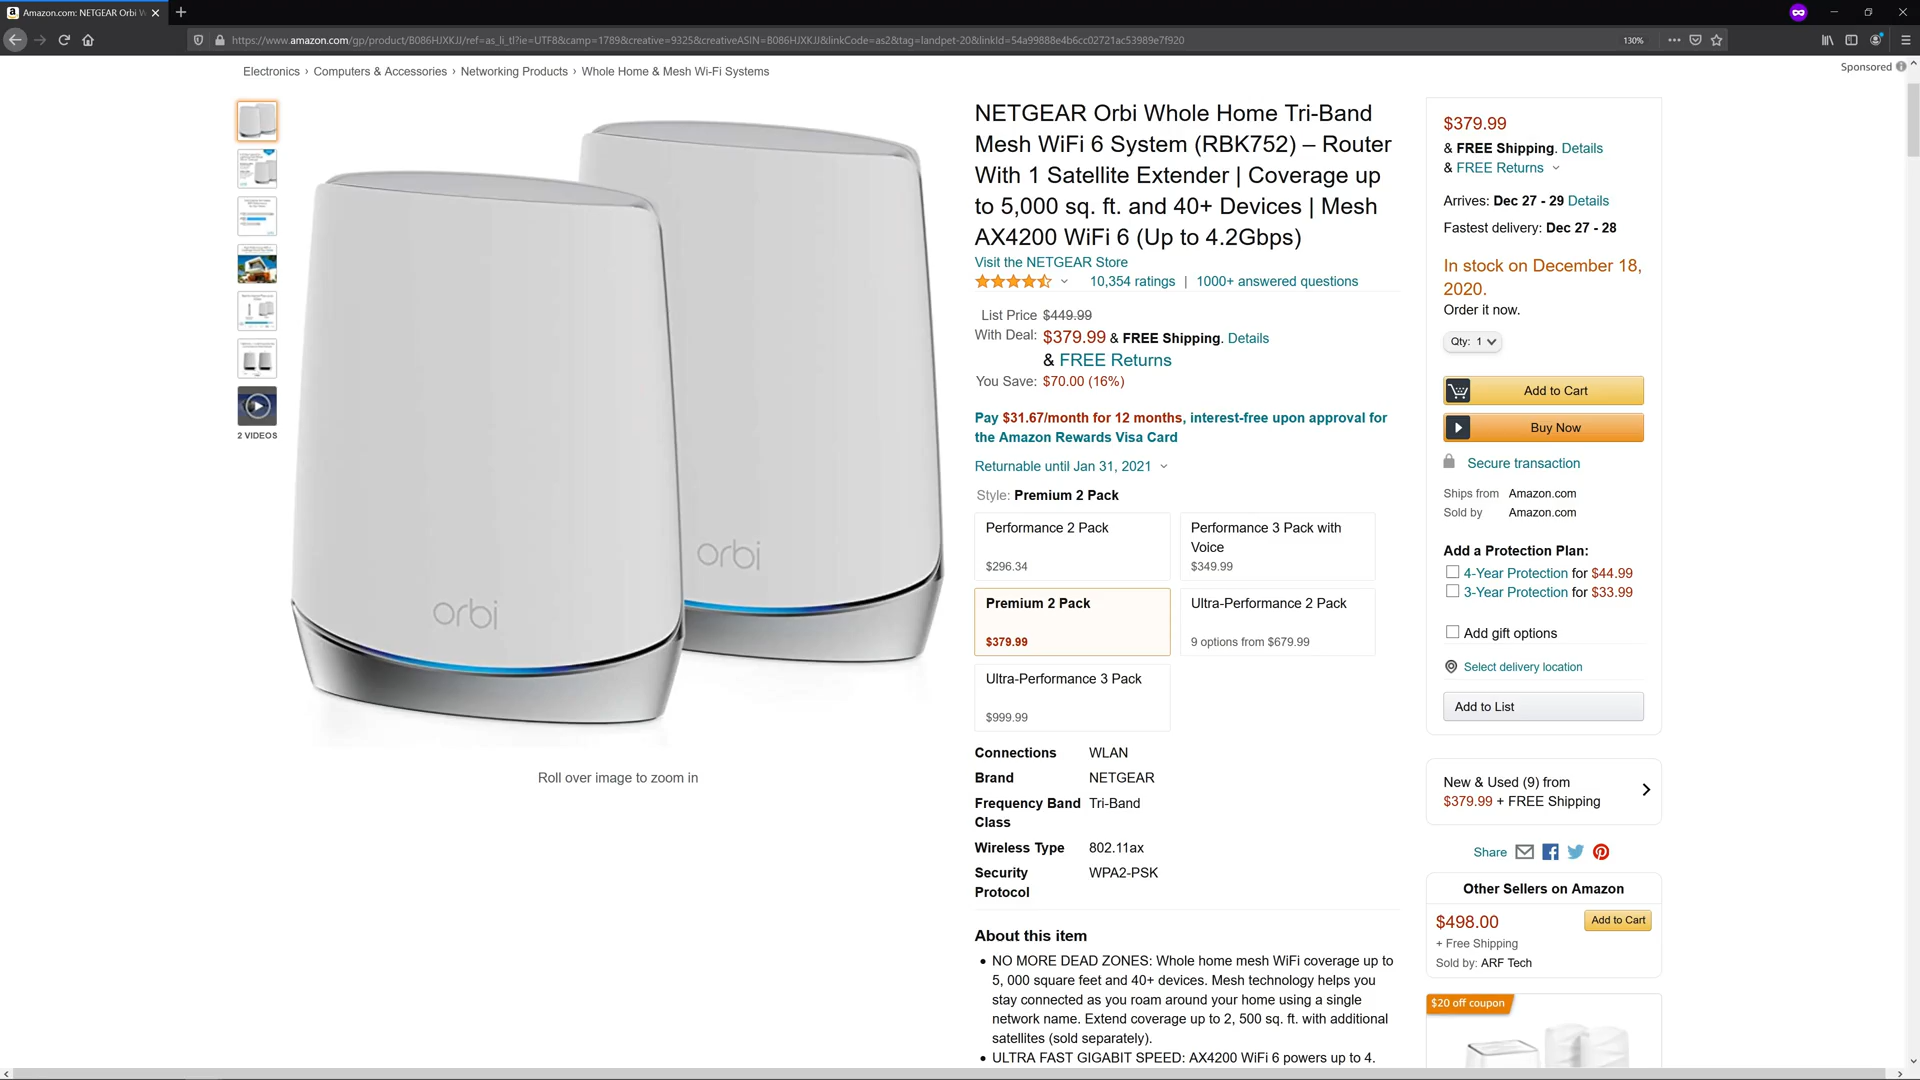 Amazon.com: NETGEAR Orbi W
https://www.amazon.com/gp/product/B086HJXKJJ/ref=as_li_tl?ie=UTF8&camp=1789&creative=9325&creativeASIN=B086HJXKJJ&linkCode=as2&tag=landpet-20&linkId=54a99888e4b6cc02721ac53989e7f920
130%
Electronics › Computers & Accessories › Networking Products › Whole Home & Mesh Wi-Fi Systems
Sponsored
2 VIDEOS
orbi
orbi
Roll over image to zoom in
NETGEAR Orbi Whole Home Tri-Band
Mesh WiFi 6 System (RBK752) – Router
With 1 Satellite Extender | Coverage up
to 5,000 sq. ft. and 40+ Devices | Mesh
AX4200 WiFi 6 (Up to 4.2Gbps)
Visit the NETGEAR Store
10,354 ratings | 1000+ answered questions
List Price $449.99
With Deal: $379.99 & FREE Shipping. Details
& FREE Returns
You Save: $70.00 (16%)
Pay $31.67/month for 12 months, interest-free upon approval for
the Amazon Rewards Visa Card
Returnable until Jan 31, 2021
Style: Premium 2 Pack
Performance 2 Pack
$296.34
Performance 3 Pack with
Voice
$349.99
Premium 2 Pack
$379.99
Ultra-Performance 2 Pack
9 options from $679.99
Ultra-Performance 3 Pack
$999.99
Connections WLAN
Brand NETGEAR
Frequency Band Tri-Band
Class
Wireless Type 802.11ax
Security WPA2-PSK
Protocol
About this item
• NO MORE DEAD ZONES: Whole home mesh WiFi coverage up to
5, 000 square feet and 40+ devices. Mesh technology helps you
stay connected as you roam around your home using a single
network name. Extend coverage up to 2, 500 sq. ft. with additional
satellites (sold separately).
• ULTRA FAST GIGABIT SPEED: AX4200 WiFi 6 powers up to 4.
$379.99
& FREE Shipping. Details
& FREE Returns
Arrives: Dec 27 - 29 Details
Fastest delivery: Dec 27 - 28
In stock on December 18,
2020.
Order it now.
Qty: 1
Add to Cart
Buy Now
Secure transaction
Ships from Amazon.com
Sold by Amazon.com
Add a Protection Plan:
4-Year Protection for $44.99
3-Year Protection for $33.99
Add gift options
Select delivery location
Add to List
New & Used (9) from
$379.99 + FREE Shipping
Share
Other Sellers on Amazon
$498.00
Add to Cart
+ Free Shipping
Sold by: ARF Tech
$20 off coupon